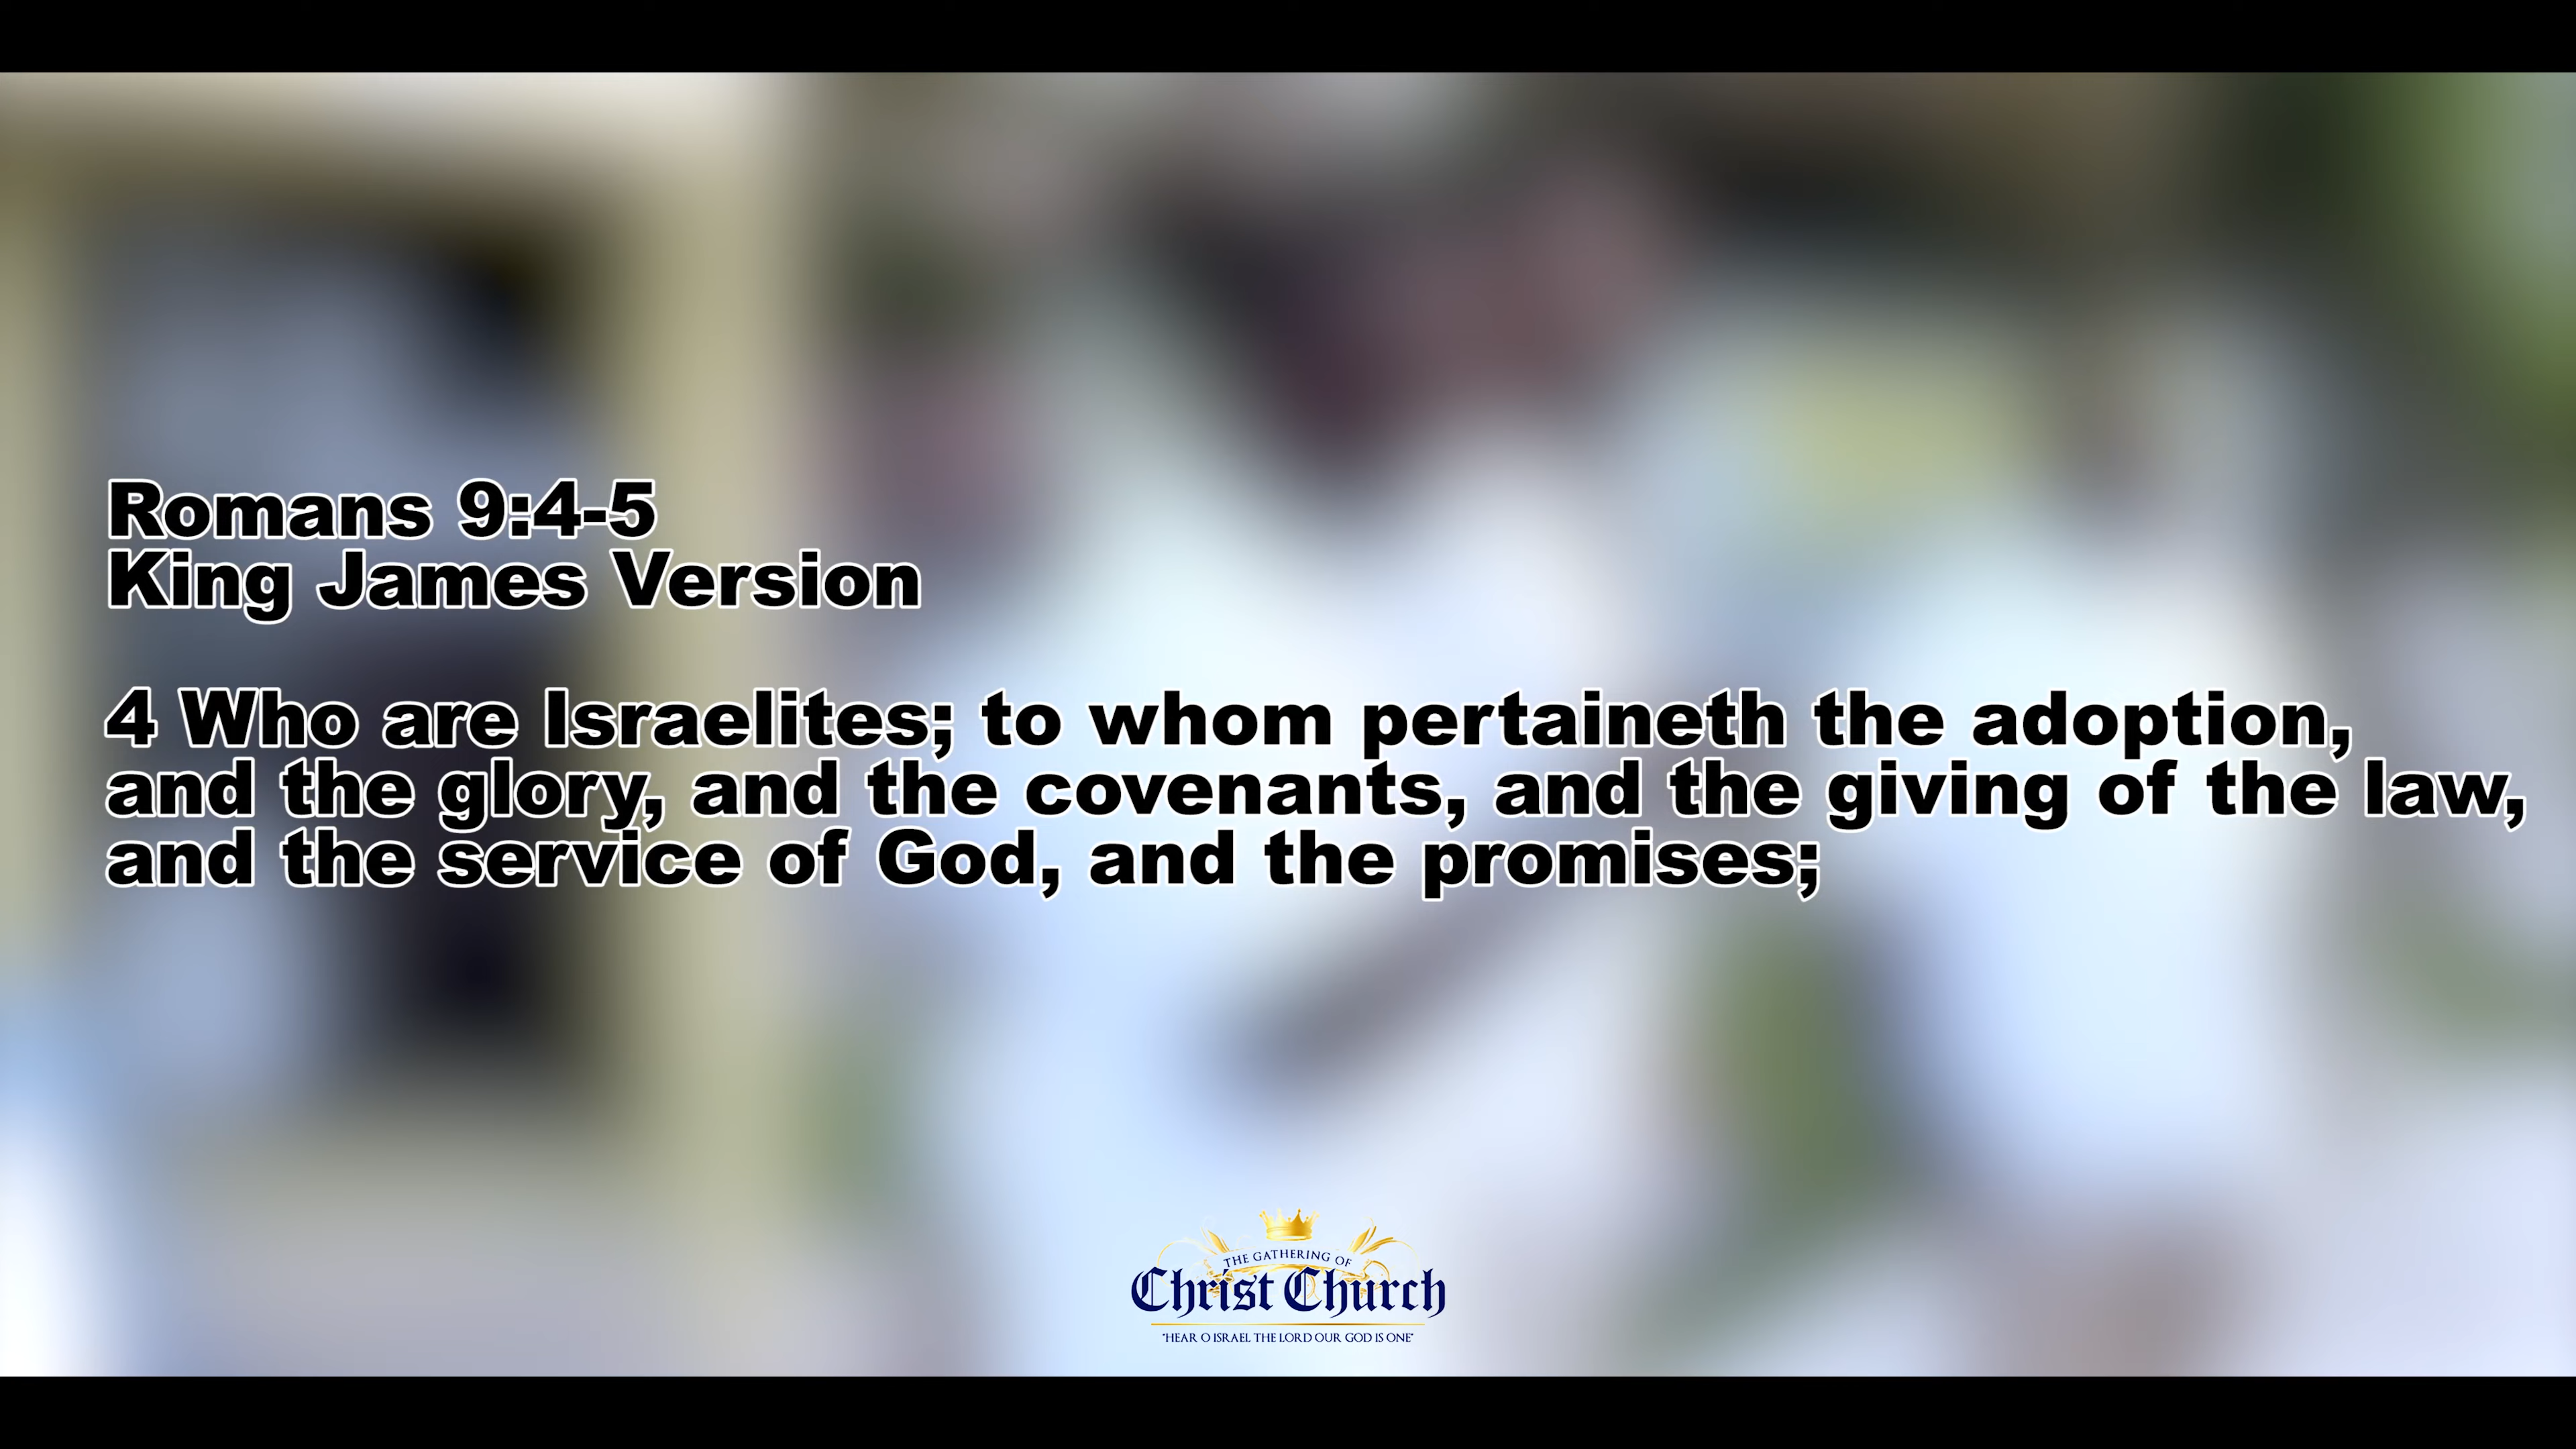 Romans 9:4-5
King James Version
4 Who are Israelites; to whom pertaineth the adoption,
and the glory, and the covenants, and the giving of the law,
and the service of God, and the promises;
THE GATHERING OF
Christ Church
"HEAR O ISRAEL THE LORD OUR GOD IS ONE"